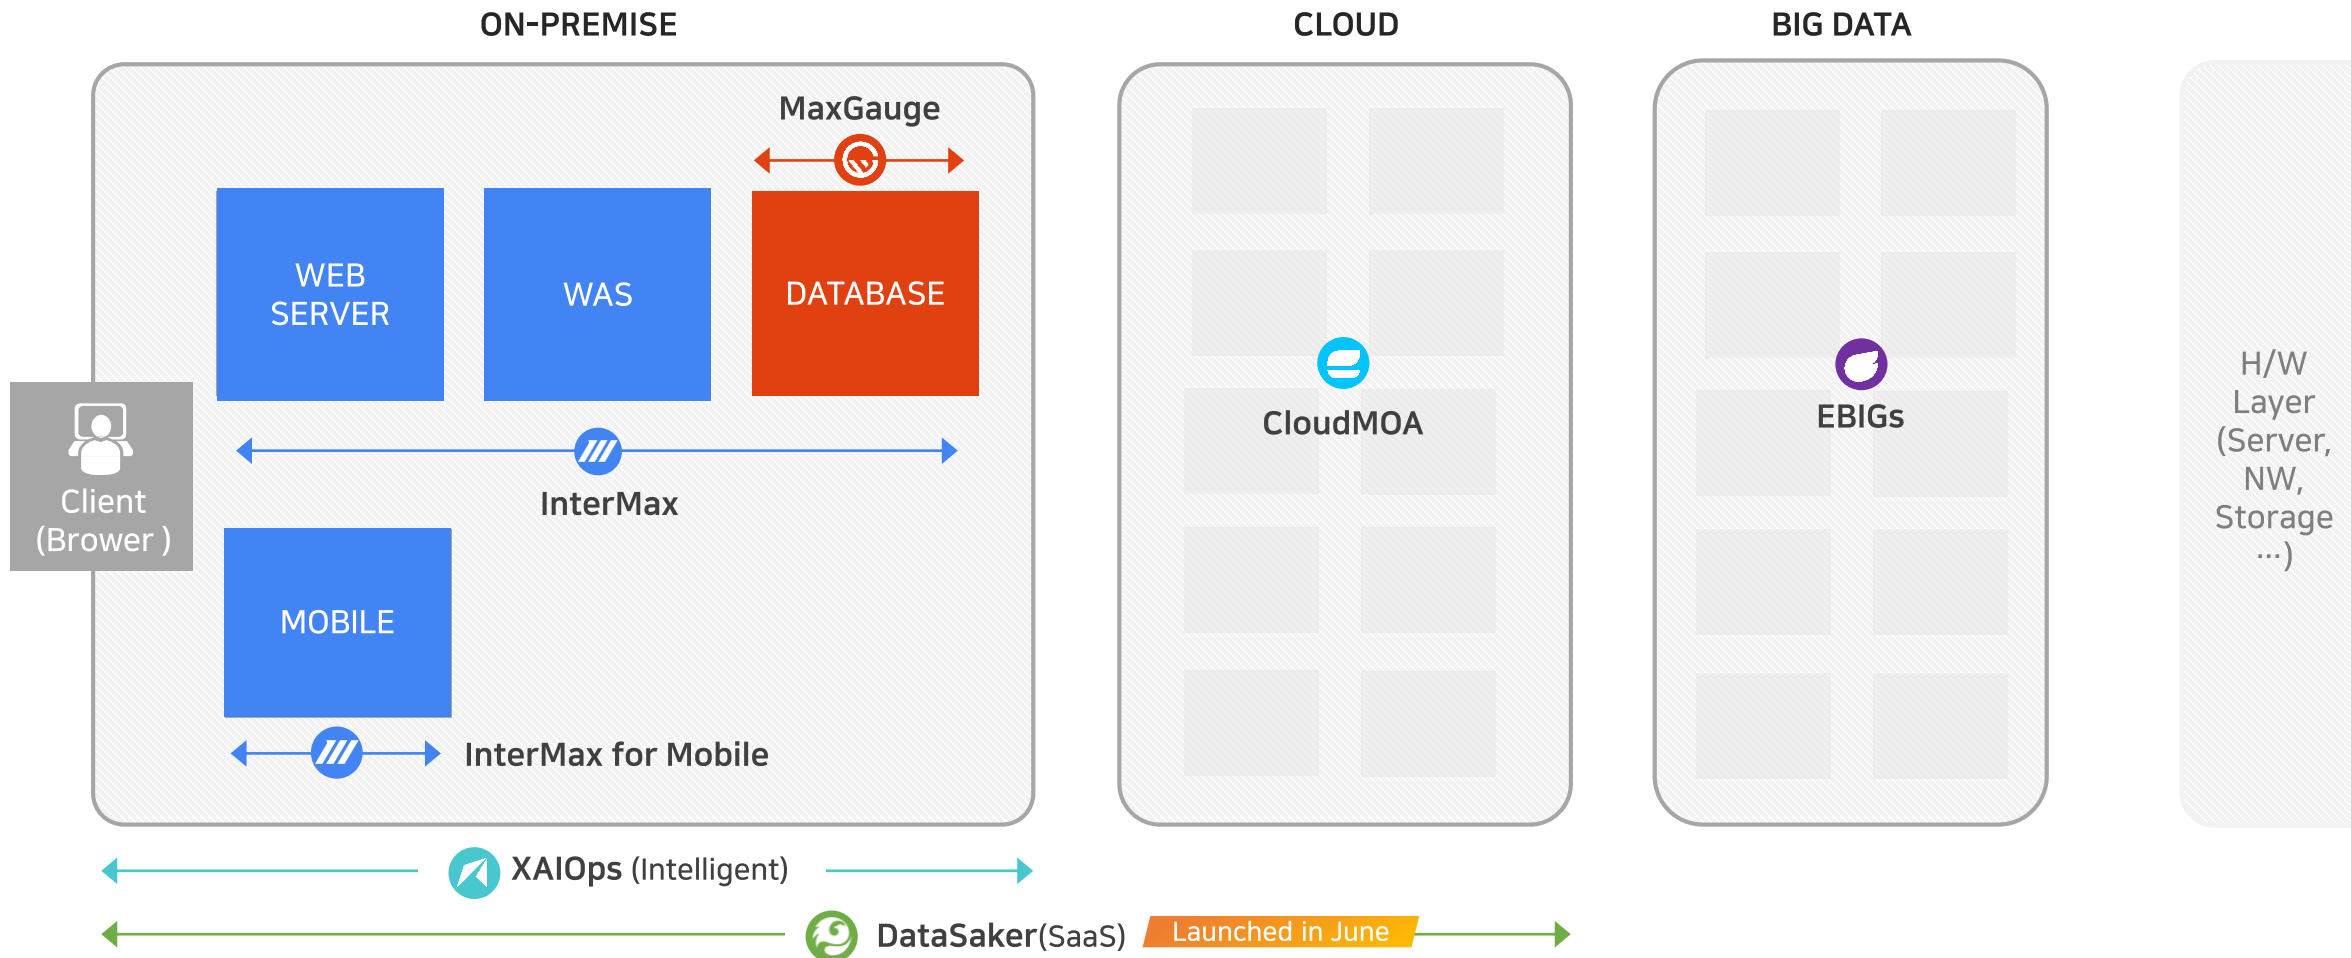 ON-PREMISE
CLOUD
BIG DATA
MaxGauge
WEB
SERVER
WAS
DATABASE
InterMax
Client
(Brower )
MOBILE
InterMax for Mobile
CloudMOA
EBIGs
H/W
Layer
(Server,
NW,
Storage
...)
XAIOps (Intelligent)
DataSaker(SaaS)
Launched in June